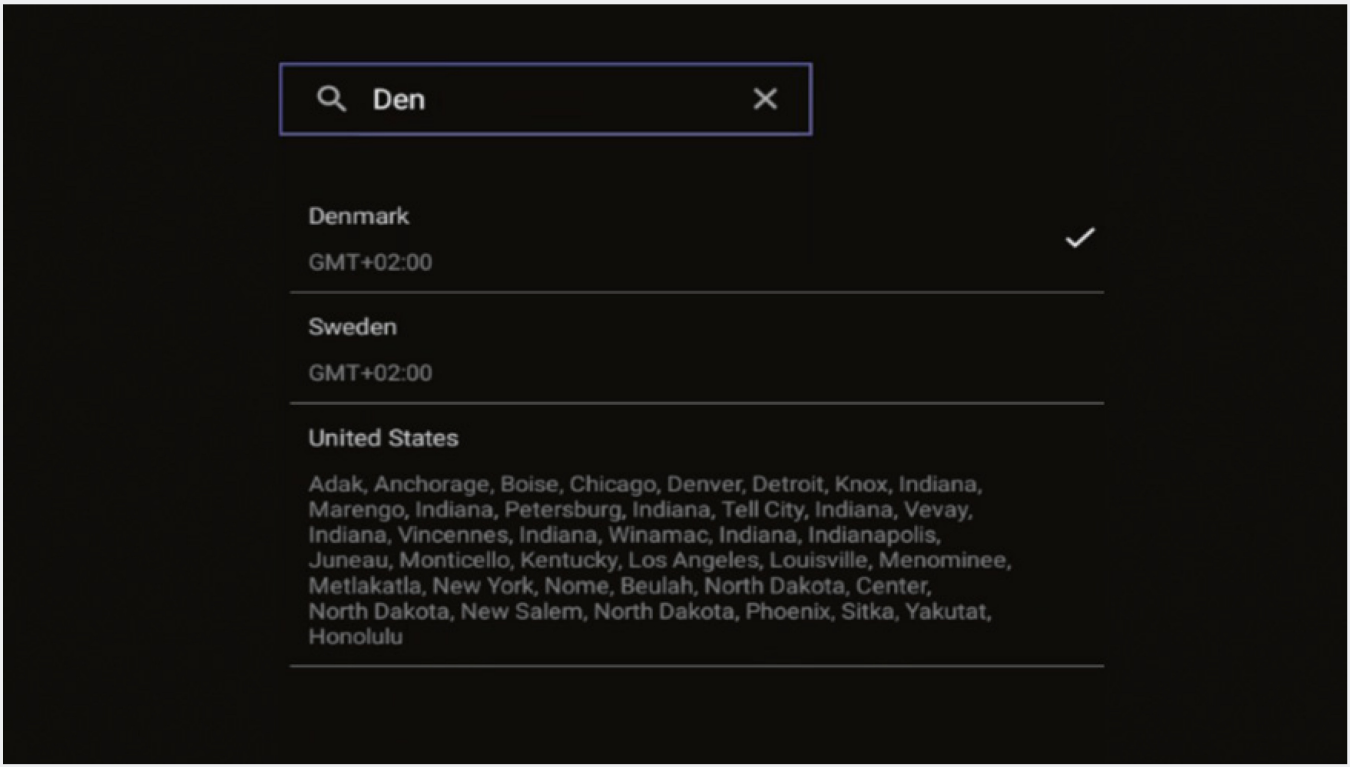 Den
Denmark
GMT+02:00
Sweden
GMT+02:00
United States
Adak, Anchorage, Boise, Chicago, Denver, Detroit, Knox, Indiana,
Marengo, Indiana, Petersburg, Indiana, Tell City, Indiana, Vevay,
Indiana, Vincennes, Indiana, Winamac, Indiana, Indianapolis,
Juneau, Monticello, Kentucky, Los Angeles, Louisville, Menominee,
Metlakatla, New York, Nome, Beulah, North Dakota, Center,
North Dakota, New Salem, North Dakota, Phoenix, Sitka, Yakutat,
Honolulu